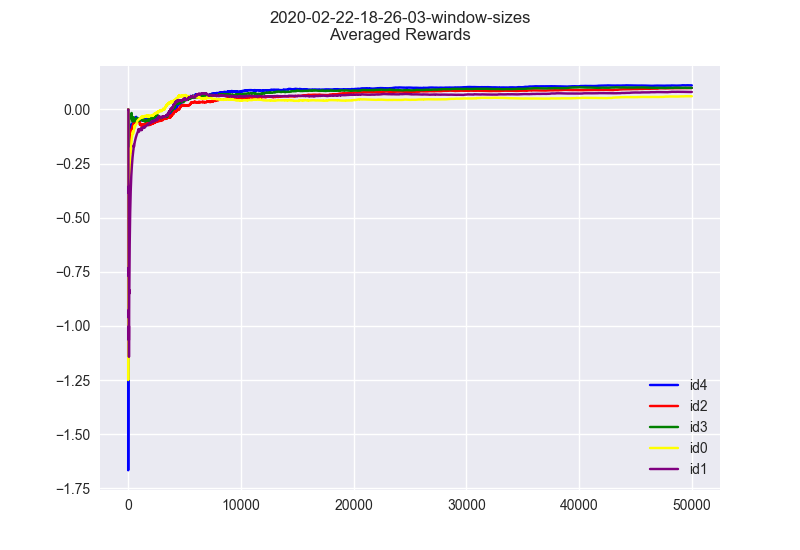 2020-02-22-18-26-03-window-sizes
Averaged Rewards
0.00
−0.25
−0.50
−0.75
−1.00
−1.25
−1.50
−1.75
0
10000
20000
30000
40000
50000
id4
id2
id3
id0
id1